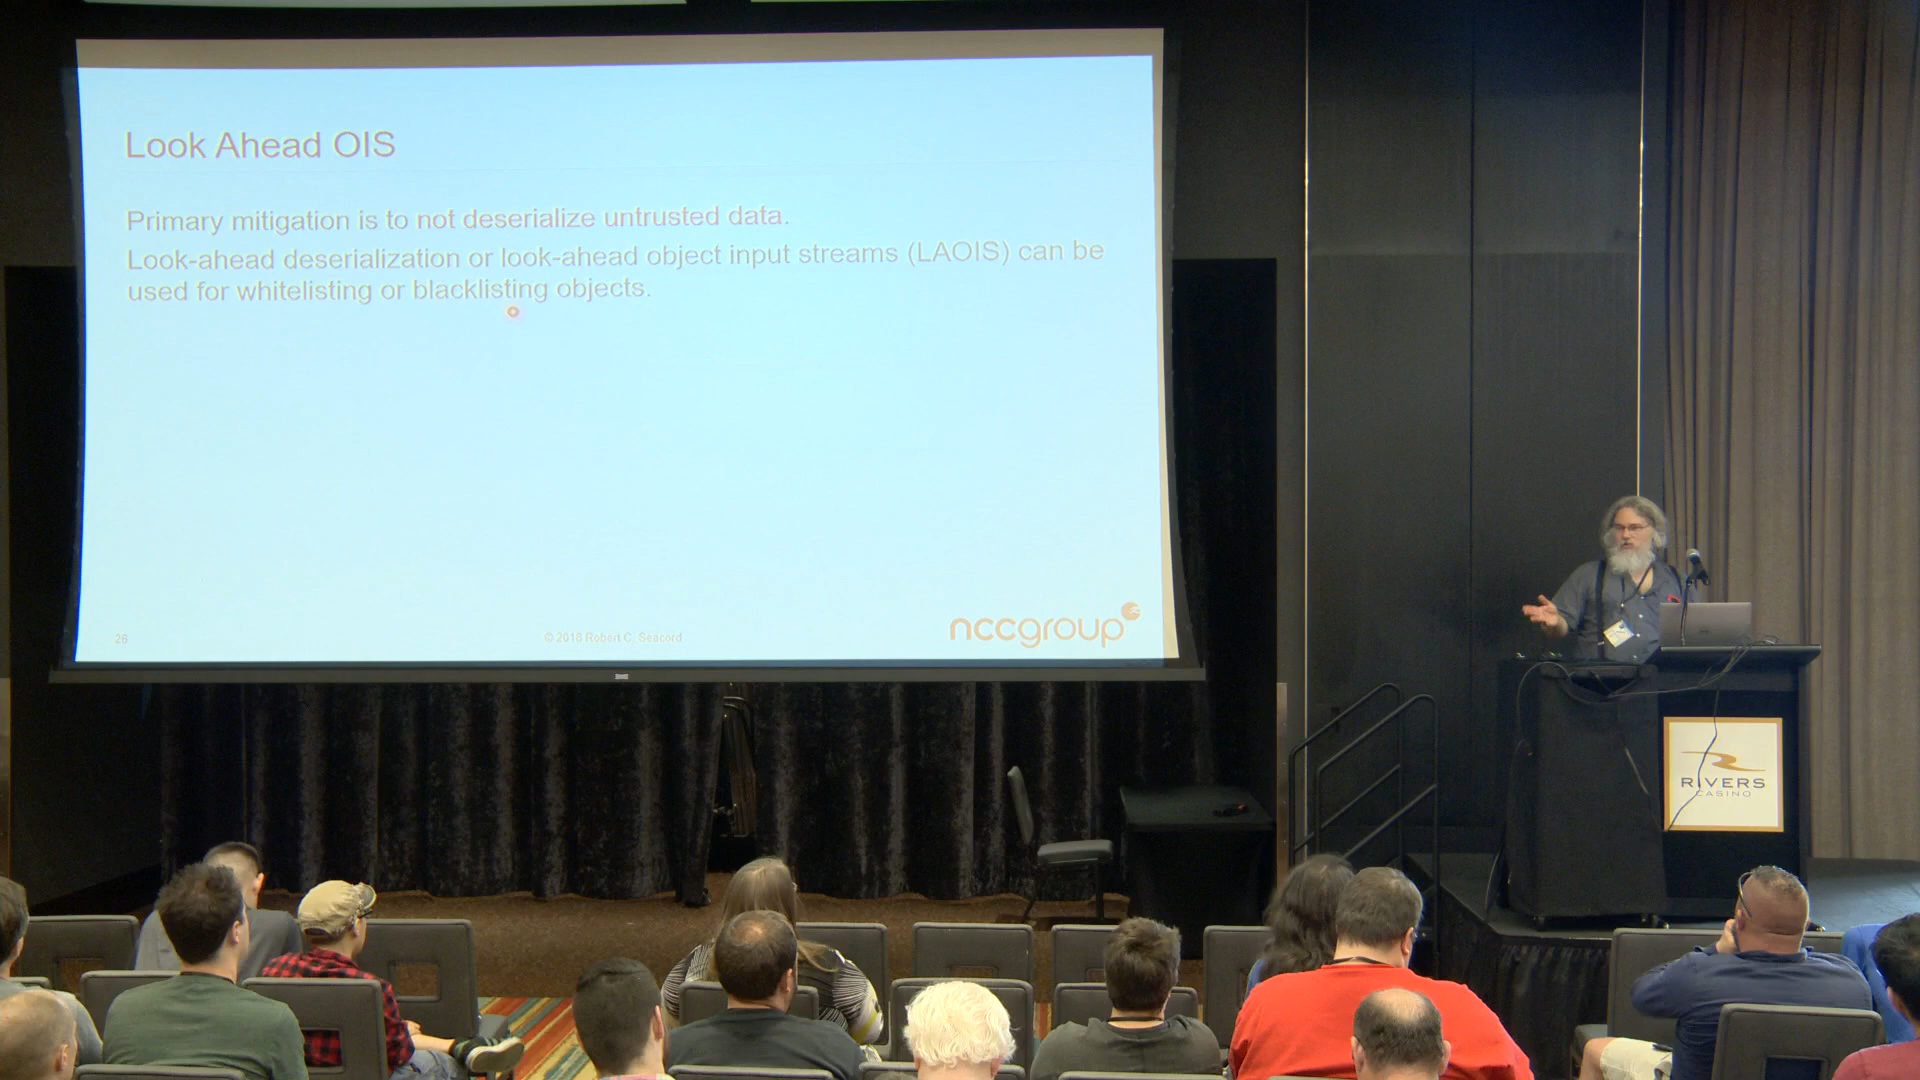 Look Ahead OIS
Primary mitigation is to not deserialize untrusted data.
Look-ahead deserialization or look-ahead object input streams (LAOIS) can be
used for whitelisting or blacklisting objects.
26
© 2018 Robert C. Seacord
nccgroup
RIVERS
CASINO